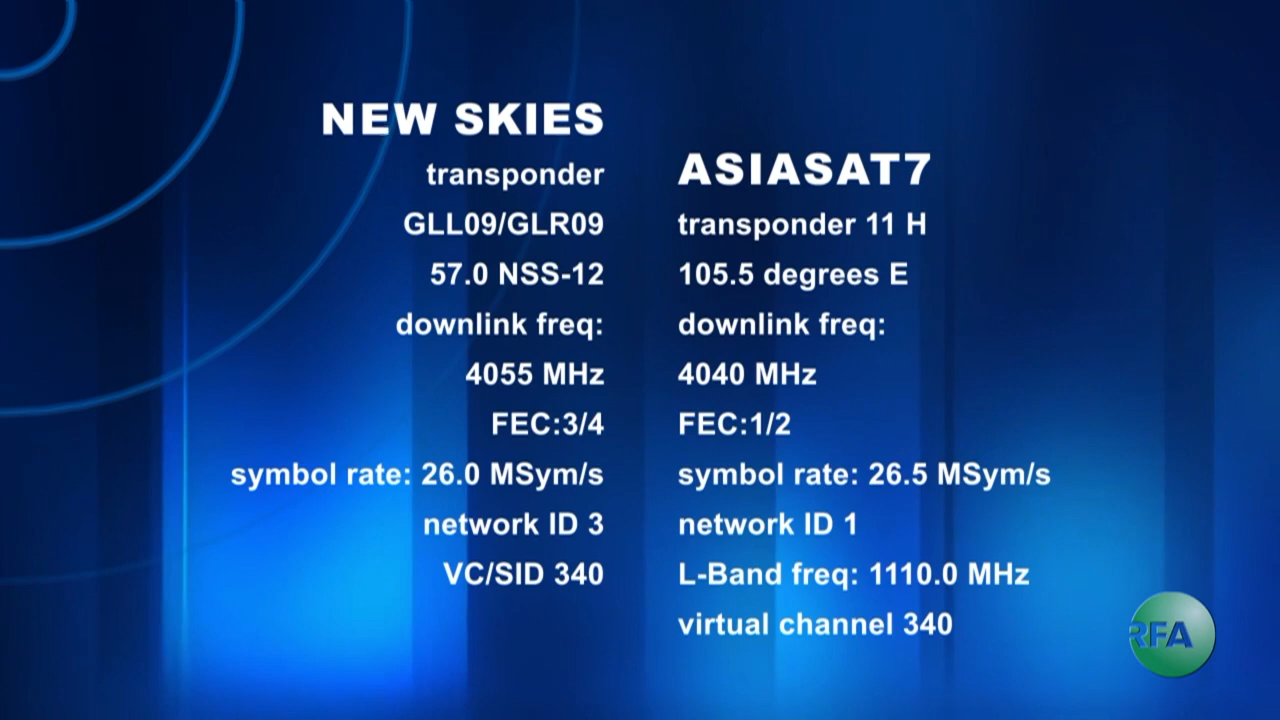 NEW SKIES
transponder
GLL09/GLR09
57.0 NSS-12
downlink freq:
4055 MHz
FEC:3/4
symbol rate: 26.0 MSym/s
network ID 3
VC/SID 340
ASIASAT7
transponder 11 H
105.5 degrees E
downlink freq:
4040 MHz
FEC:1/2
symbol rate: 26.5 MSym/s
network ID 1
L-Band freq: 1110.0 MHz
virtual channel 340
RFA